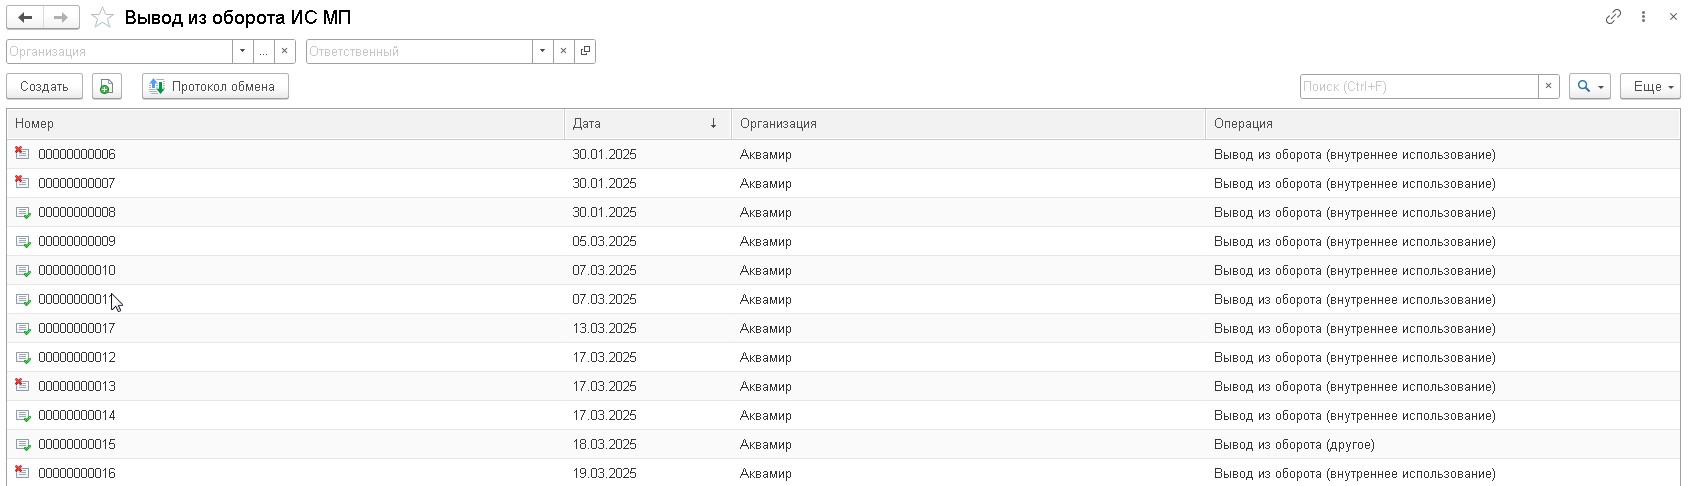 Вывод из оборота ИС МП
Организация ... Ответственный
Создать Протокол обмена Поиск (Ctrl+F) Еще
Номер Дата Организация Операция
00000000006 30.01.2025 Аквамир Вывод из оборота (внутреннее использование)
00000000007 30.01.2025 Аквамир Вывод из оборота (внутреннее использование)
00000000008 30.01.2025 Аквамир Вывод из оборота (внутреннее использование)
00000000009 05.03.2025 Аквамир Вывод из оборота (внутреннее использование)
00000000010 07.03.2025 Аквамир Вывод из оборота (внутреннее использование)
00000000011 07.03.2025 Аквамир Вывод из оборота (внутреннее использование)
00000000017 13.03.2025 Аквамир Вывод из оборота (внутреннее использование)
00000000012 17.03.2025 Аквамир Вывод из оборота (внутреннее использование)
00000000013 17.03.2025 Аквамир Вывод из оборота (внутреннее использование)
00000000014 17.03.2025 Аквамир Вывод из оборота (внутреннее использование)
00000000015 18.03.2025 Аквамир Вывод из оборота (другое)
00000000016 19.03.2025 Аквамир Вывод из оборота (внутреннее использование)